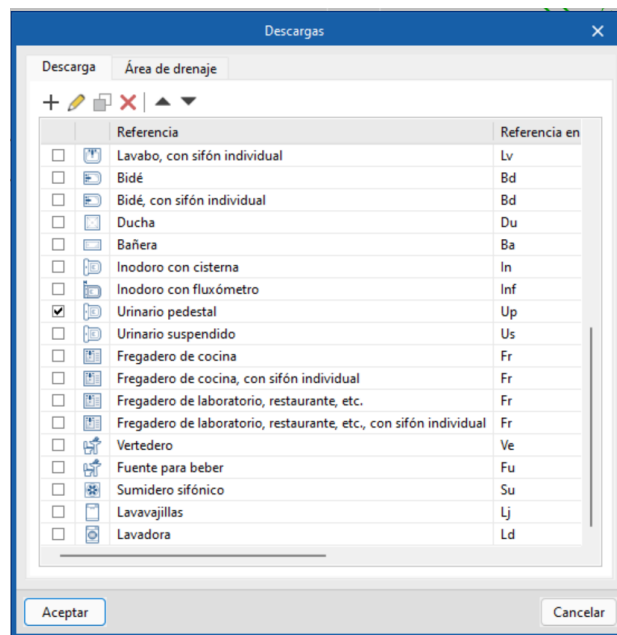 Descargas
Descarga Área de drenaje
Referencia Referencia en
Lavabo, con sifón individual Lv
Bidé Bd
Bidé, con sifón individual Bd
Ducha Du
Bañera Ba
Inodoro con cisterna In
Inodoro con fluxómetro Inf
Urinario pedestal Up
Urinario suspendido Us
Fregadero de cocina Fr
Fregadero de cocina, con sifón individual Fr
Fregadero de laboratorio, restaurante, etc. Fr
Fregadero de laboratorio, restaurante, etc., con sifón individual Fr
Vertedero Ve
Fuente para beber Fu
Sumidero sifónico Su
Lavavajillas Lj
Lavadora Ld
Aceptar Cancelar